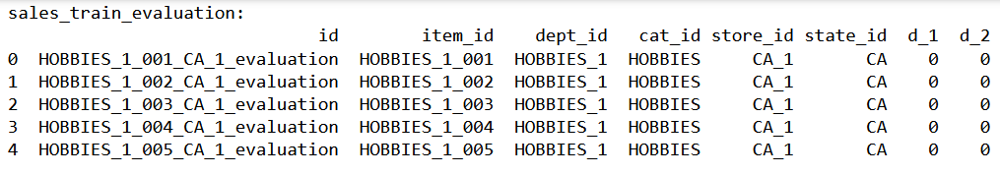 sales_train_evaluation:
id item_id dept_id cat_id store_id state_id d_1 d_2
0 HOBBIES_1_001_CA_1_evaluation HOBBIES_1_001 HOBBIES_1 HOBBIES CA_1 CA 0 0
1 HOBBIES_1_002_CA_1_evaluation HOBBIES_1_002 HOBBIES_1 HOBBIES CA_1 CA 0 0
2 HOBBIES_1_003_CA_1_evaluation HOBBIES_1_003 HOBBIES_1 HOBBIES CA_1 CA 0 0
3 HOBBIES_1_004_CA_1_evaluation HOBBIES_1_004 HOBBIES_1 HOBBIES CA_1 CA 0 0
4 HOBBIES_1_005_CA_1_evaluation HOBBIES_1_005 HOBBIES_1 HOBBIES CA_1 CA 0 0